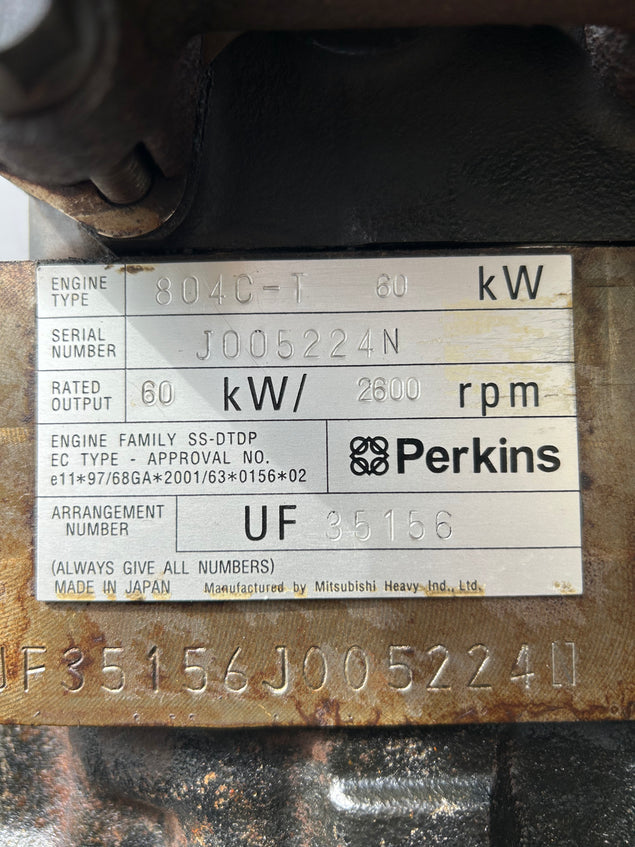 ENGINE TYPE 804C-T 60 kW
SERIAL NUMBER J005224N
RATED OUTPUT 60 kW/ 2600 rpm
ENGINE FAMILY SS-DTDP
EC TYPE - APPROVAL NO.
e11*97/68GA*2001/63*0156*02
Perkins
ARRANGEMENT NUMBER UF 35156
(ALWAYS GIVE ALL NUMBERS)
MADE IN JAPAN Manufactured by Mitsubishi Heavy Ind., Ltd.
UF35156J005224